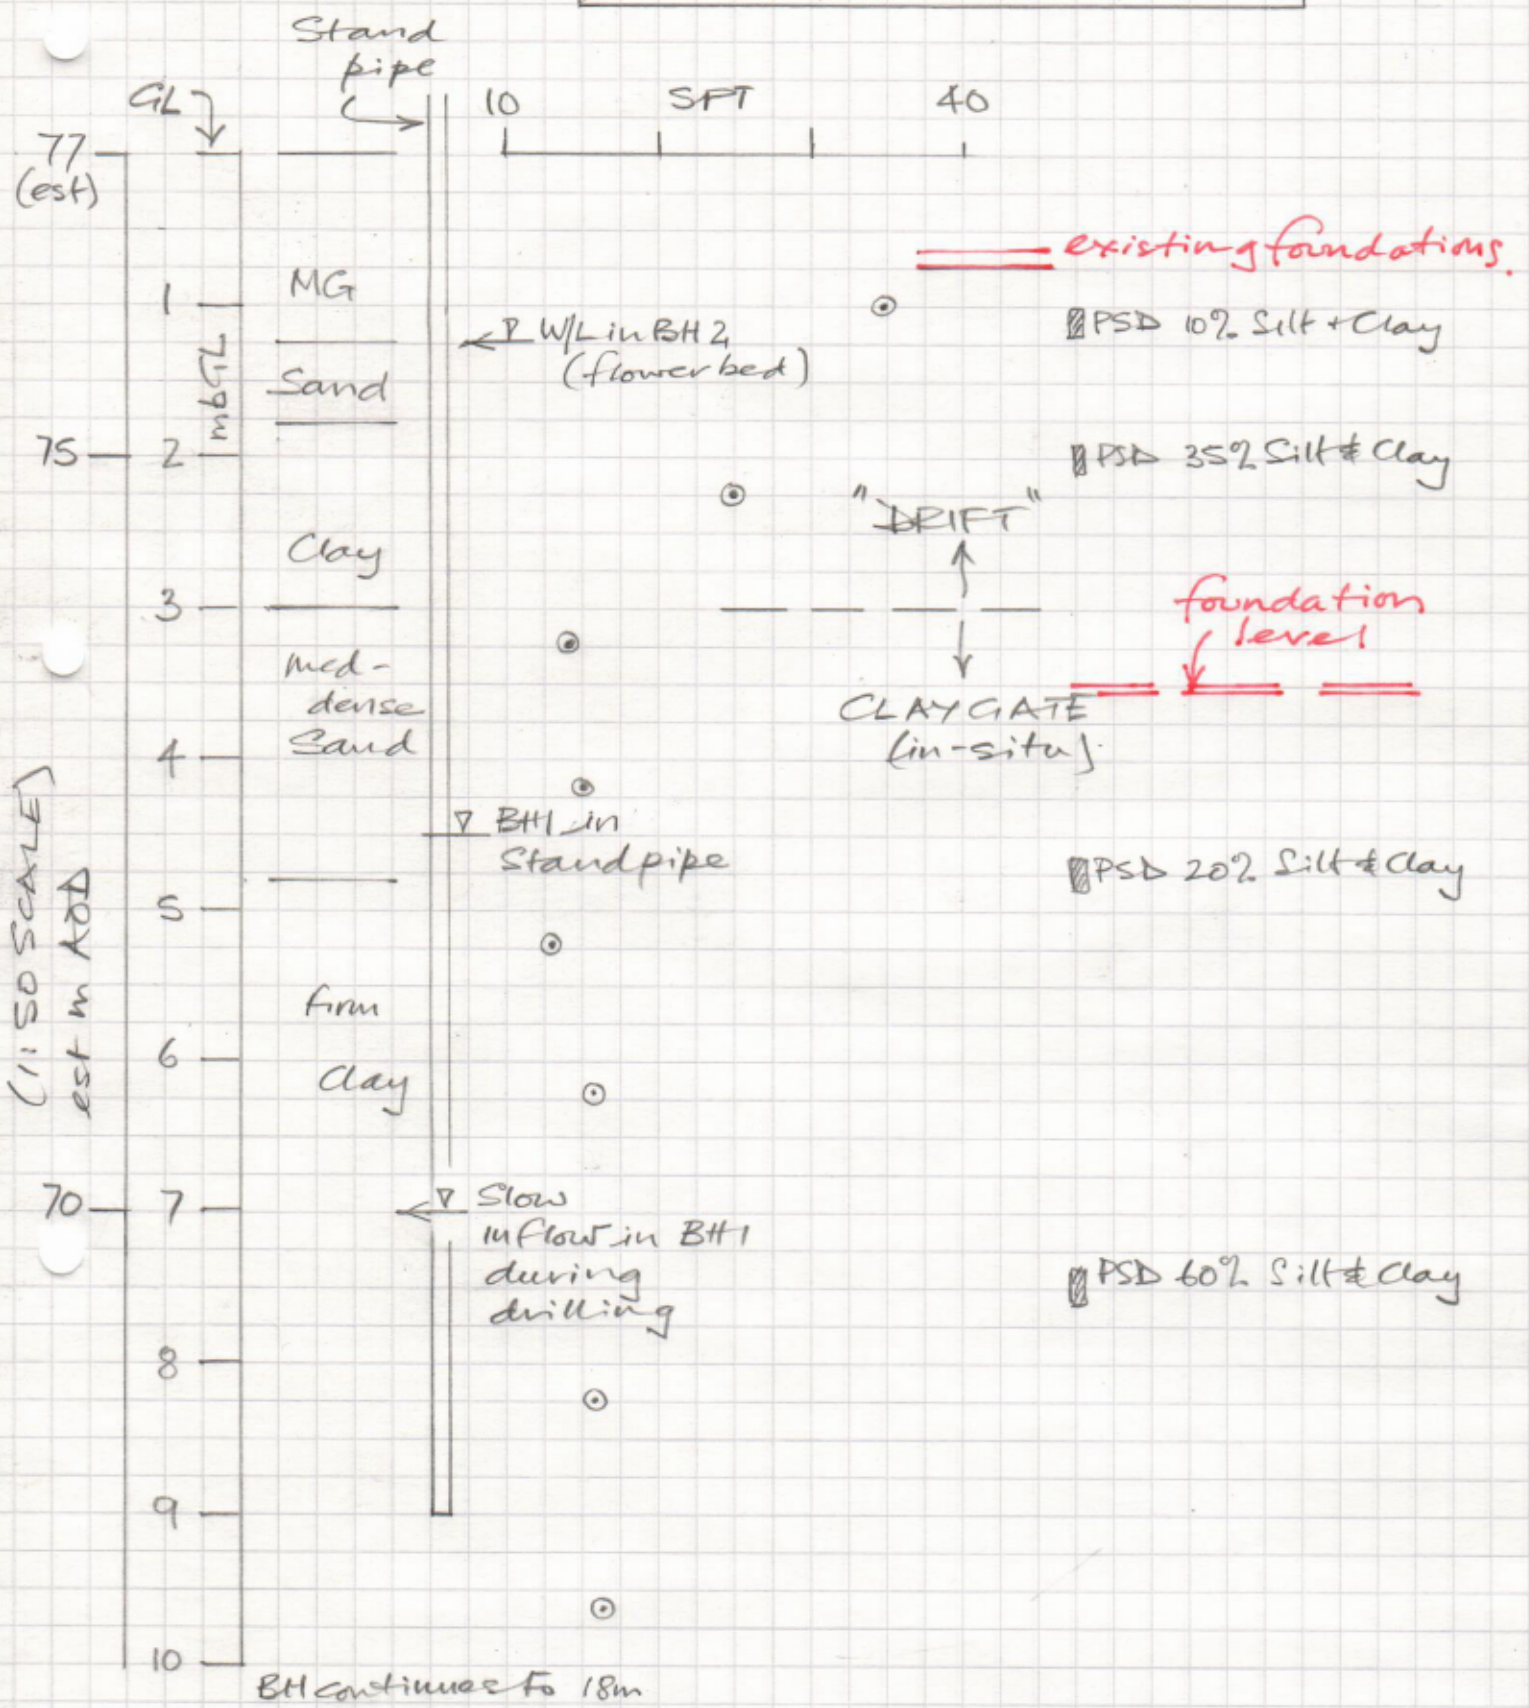 Stand
pipe
GL
10 SPT 40
77
(est)
existing foundations.
MG
1
PSD 10% Silt + Clay
W/L in BH2
(flower bed)
mbGL
Sand
75
2
PSD 35% Silt & Clay
"DRIFT"
Clay
3
foundation
level
med-
dense
Sand
CLAYGATE
(in-situ)
4
BH1 in
Standpipe
PSD 20% Silt & Clay
5
(1:50 SCALE)
est m AOD
firm
6
Clay
70
7
Slow
inflow in BH1
during
drilling
PSD 60% Silt & Clay
8
9
10
BH continues to 18m